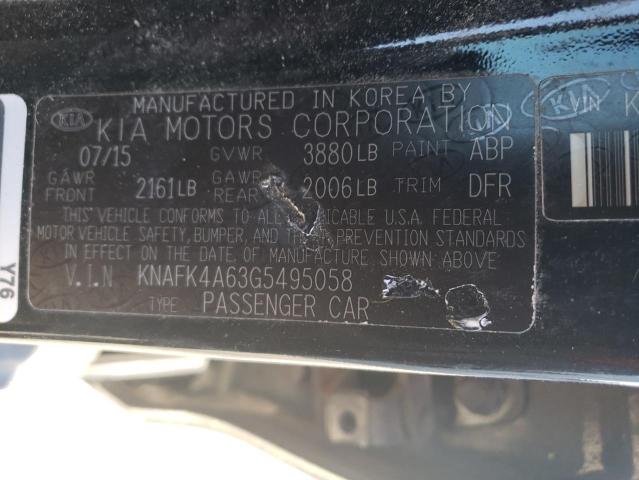 MANUFACTURED IN KOREA BY
KIA KIA MOTORS CORPORATION
07/15 GVWR 3880LB PAINT ABP
GAWR FRONT 2161LB GAWR REAR 2006LB TRIM DFR
THIS VEHICLE CONFORMS TO ALL U.S.A. FEDERAL
MOTOR VEHICLE SAFETY, BUMPER, AND PREVENTION STANDARDS
IN EFFECT ON THE DATE OF MANUFACTURE SHOWN ABOVE.
V.I.N KNAFK4A63G5495058
TYPE PASSENGER CAR
Y76
KIA
VIN K